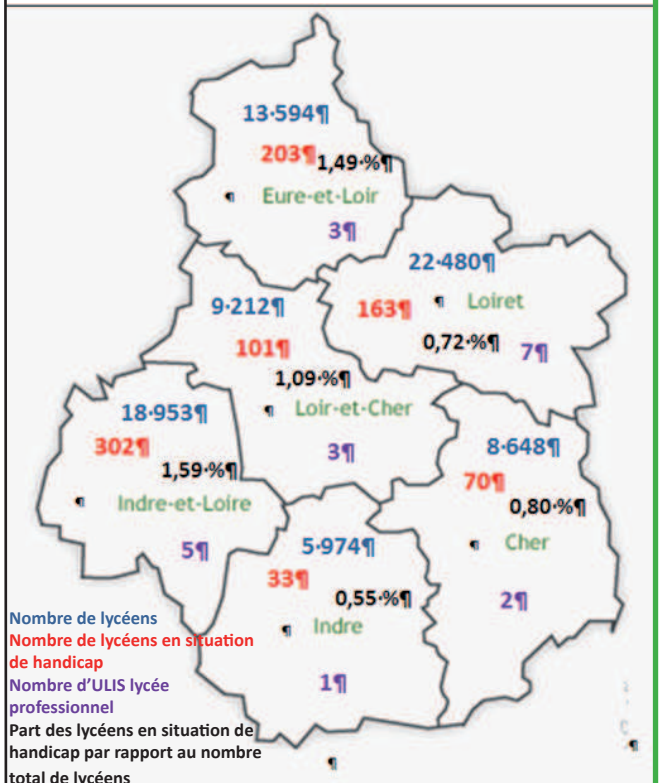 13·594¶
203¶ 1,49·%¶
¶ Eure-et-Loir
3¶
22·480¶
163¶ ¶ Loiret
0,72·%¶ 7¶
9·212¶
101¶
1,09·%¶
¶ Loir-et-Cher
3¶
18·953¶
302¶
1,59·%¶
¶ Indre-et-Loire
5¶
8·648¶
70¶
0,80·%¶
¶ Cher
2¶
5·974¶
33¶
0,55·%¶
¶ Indre
1¶
Nombre de lycéens
Nombre de lycéens en situation
de handicap
Nombre d'ULIS lycée
professionnel
Part des lycéens en situation de
handicap par rapport au nombre
total de lycéens
¶
¶